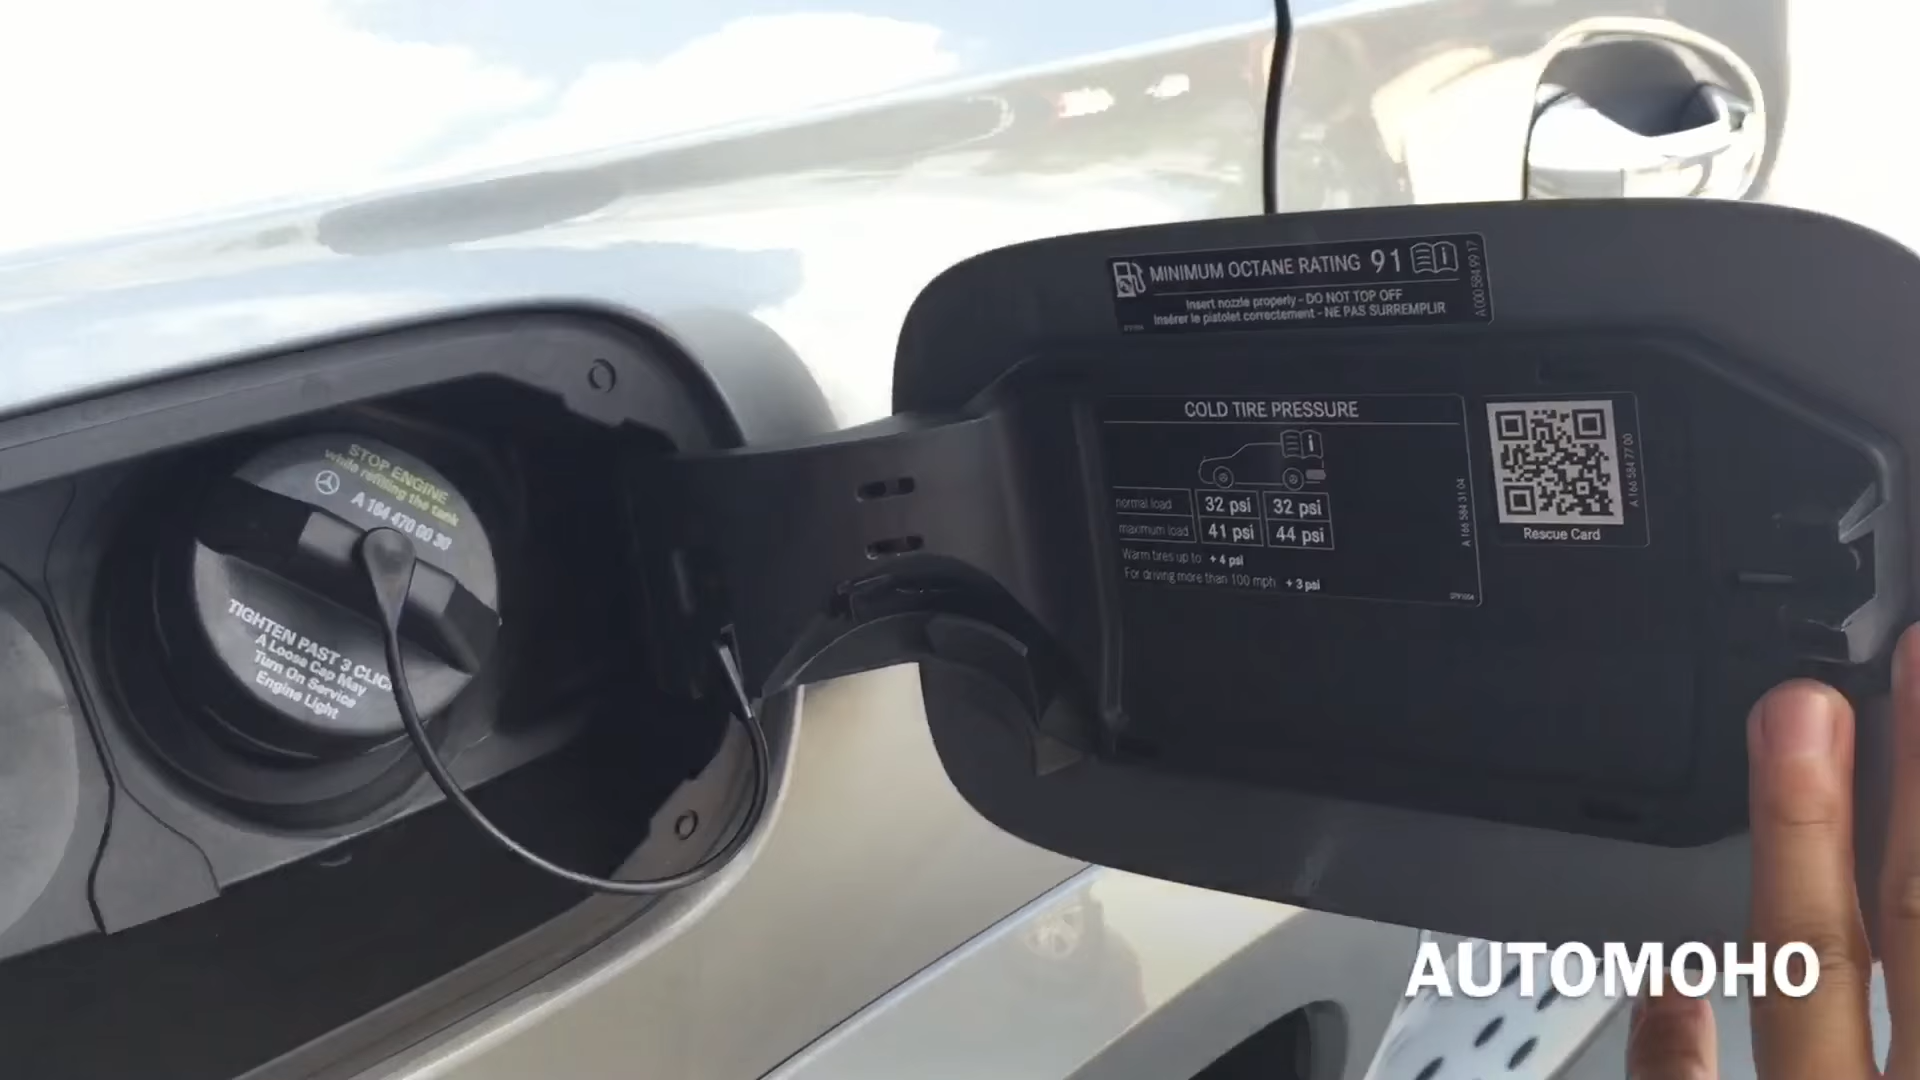 MINIMUM OCTANE RATING 91
Insert nozzle properly - DO NOT TOP OFF
Insérer le pistolet correctement - NE PAS SURREMPLIR
A 000 584 99 17
COLD TIRE PRESSURE
normal load 32 psi 32 psi
maximum load 41 psi 44 psi
Warm tires up to + 4 psi
For driving more than 100 mph + 3 psi
A 166 584 31 04
Rescue Card
A 166 584 77 00
STOP ENGINE
while refilling the tank
A 164 470 00 30
TIGHTEN PAST 3 CLIC
A Loose Cap May
Turn On Service
Engine Light
AUTOMOHO